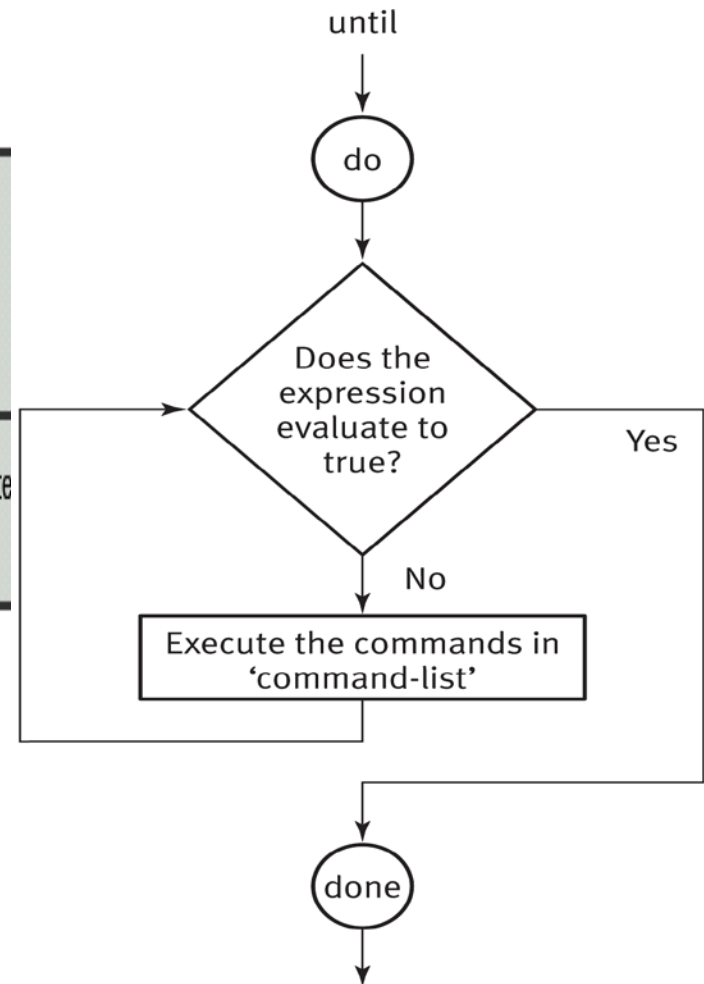 until
do
Does the
expression
evaluate to
true?
Yes
No
Execute the commands in
‘command-list’
done